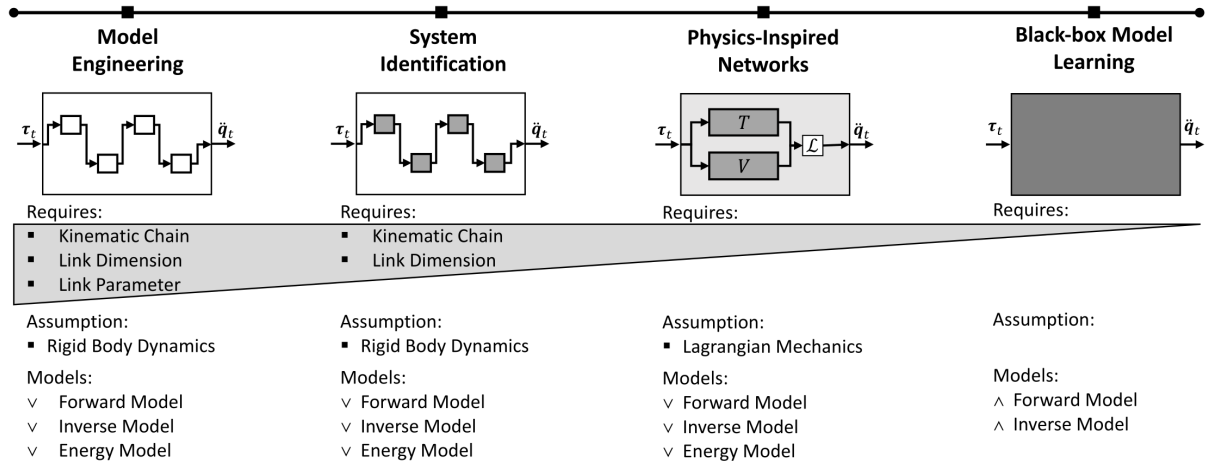 Model
Engineering
τt
q̈t
Requires:
▪ Kinematic Chain
▪ Link Dimension
▪ Link Parameter
Assumption:
▪ Rigid Body Dynamics
Models:
∨ Forward Model
∨ Inverse Model
∨ Energy Model
System
Identification
τt
q̈t
Requires:
▪ Kinematic Chain
▪ Link Dimension
Assumption:
▪ Rigid Body Dynamics
Models:
∨ Forward Model
∨ Inverse Model
∨ Energy Model
Physics-Inspired
Networks
τt
T
V
ℒ
q̈t
Requires:
Assumption:
▪ Lagrangian Mechanics
Models:
∨ Forward Model
∨ Inverse Model
∨ Energy Model
Black-box Model
Learning
τt
q̈t
Requires:
Assumption:
Models:
∧ Forward Model
∧ Inverse Model